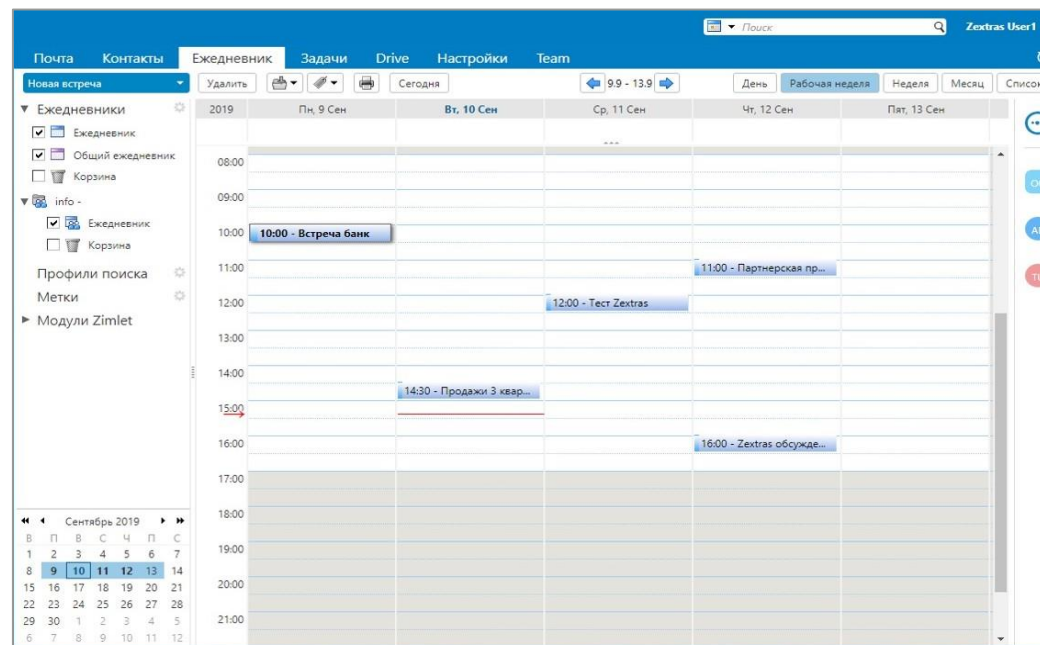 Поиск
Zextras User1
Почта Контакты Ежедневник Задачи Drive Настройки Team
Новая встреча Удалить Сегодня 9.9 - 13.9 День Рабочая неделя Неделя Месяц Список
Ежедневники 2019 Пн, 9 Сен Вт, 10 Сен Ср, 11 Сен Чт, 12 Сен Пят, 13 Сен
Ежедневник
Общий ежедневник
Корзина
info -
Ежедневник
Корзина
Профили поиска
Метки
Модули Zimlet
08:00
09:00
10:00 10:00 - Встреча банк
11:00 11:00 - Партнерская пр...
12:00 12:00 - Тест Zextras
13:00
14:00
14:30 - Продажи 3 квар...
15:00
16:00 16:00 - Zextras обсужде...
17:00
18:00
19:00
20:00
21:00
Сентябрь 2019
В П В С Ч П С
1 2 3 4 5 6 7
8 9 10 11 12 13 14
15 16 17 18 19 20 21
22 23 24 25 26 27 28
29 30 1 2 3 4 5
6 7 8 9 10 11 12